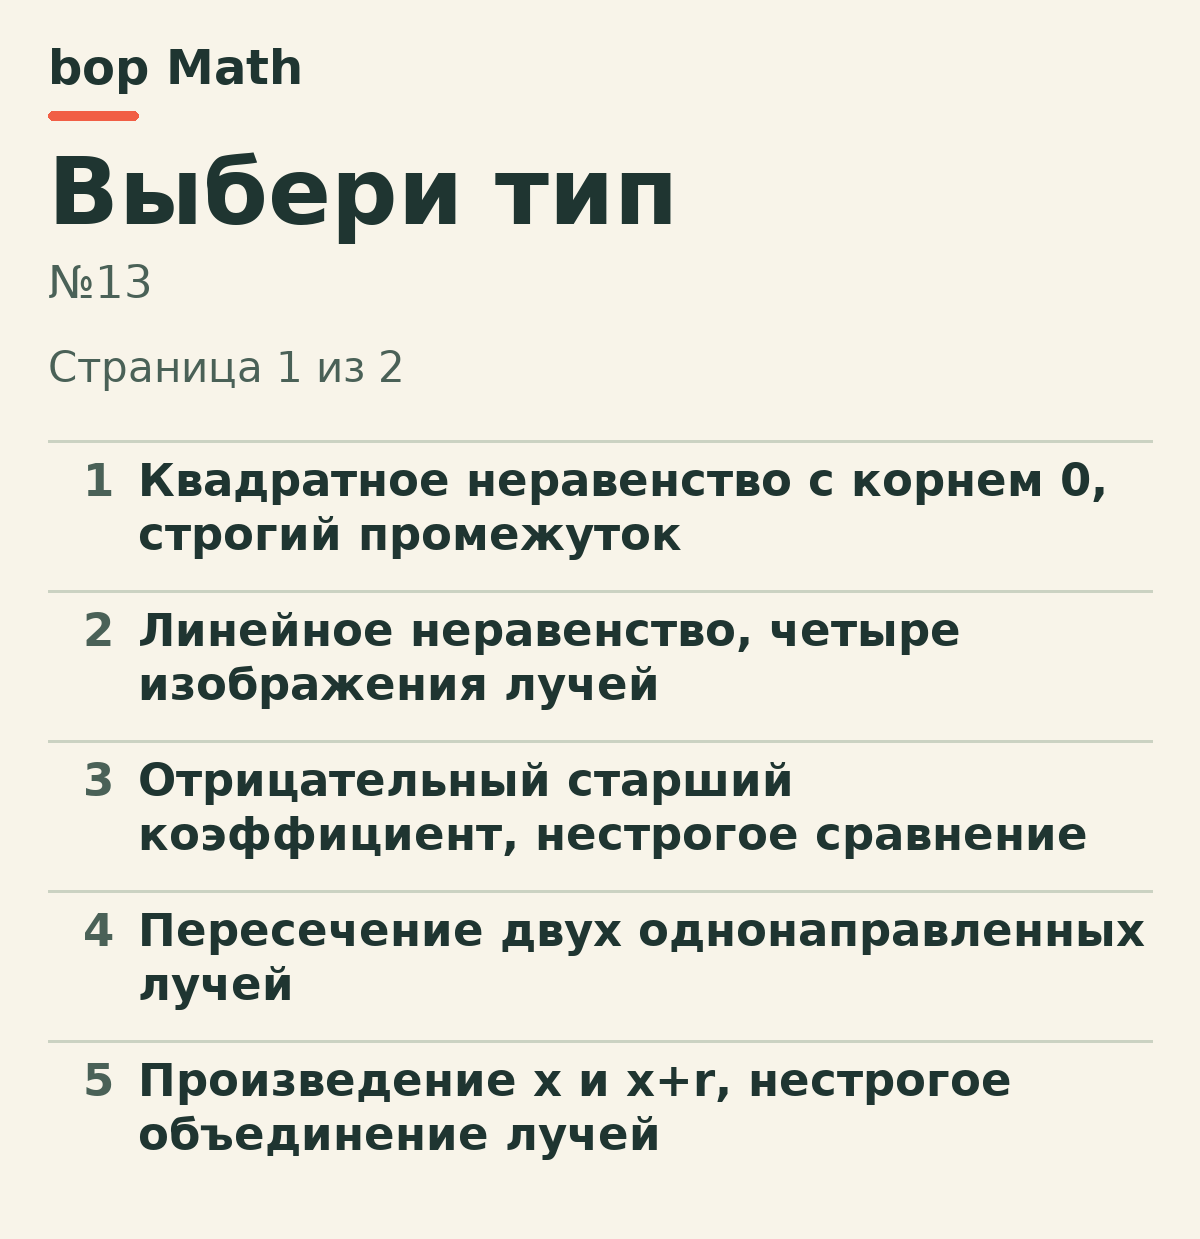 bop Math
Выбери тип
№13
Страница 1 из 2
1 Квадратное неравенство с корнем 0,
строгий промежуток
2 Линейное неравенство, четыре
изображения лучей
3 Отрицательный старший
коэффициент, нестрогое сравнение
4 Пересечение двух однонаправленных
лучей
5 Произведение x и x+r, нестрогое
объединение лучей